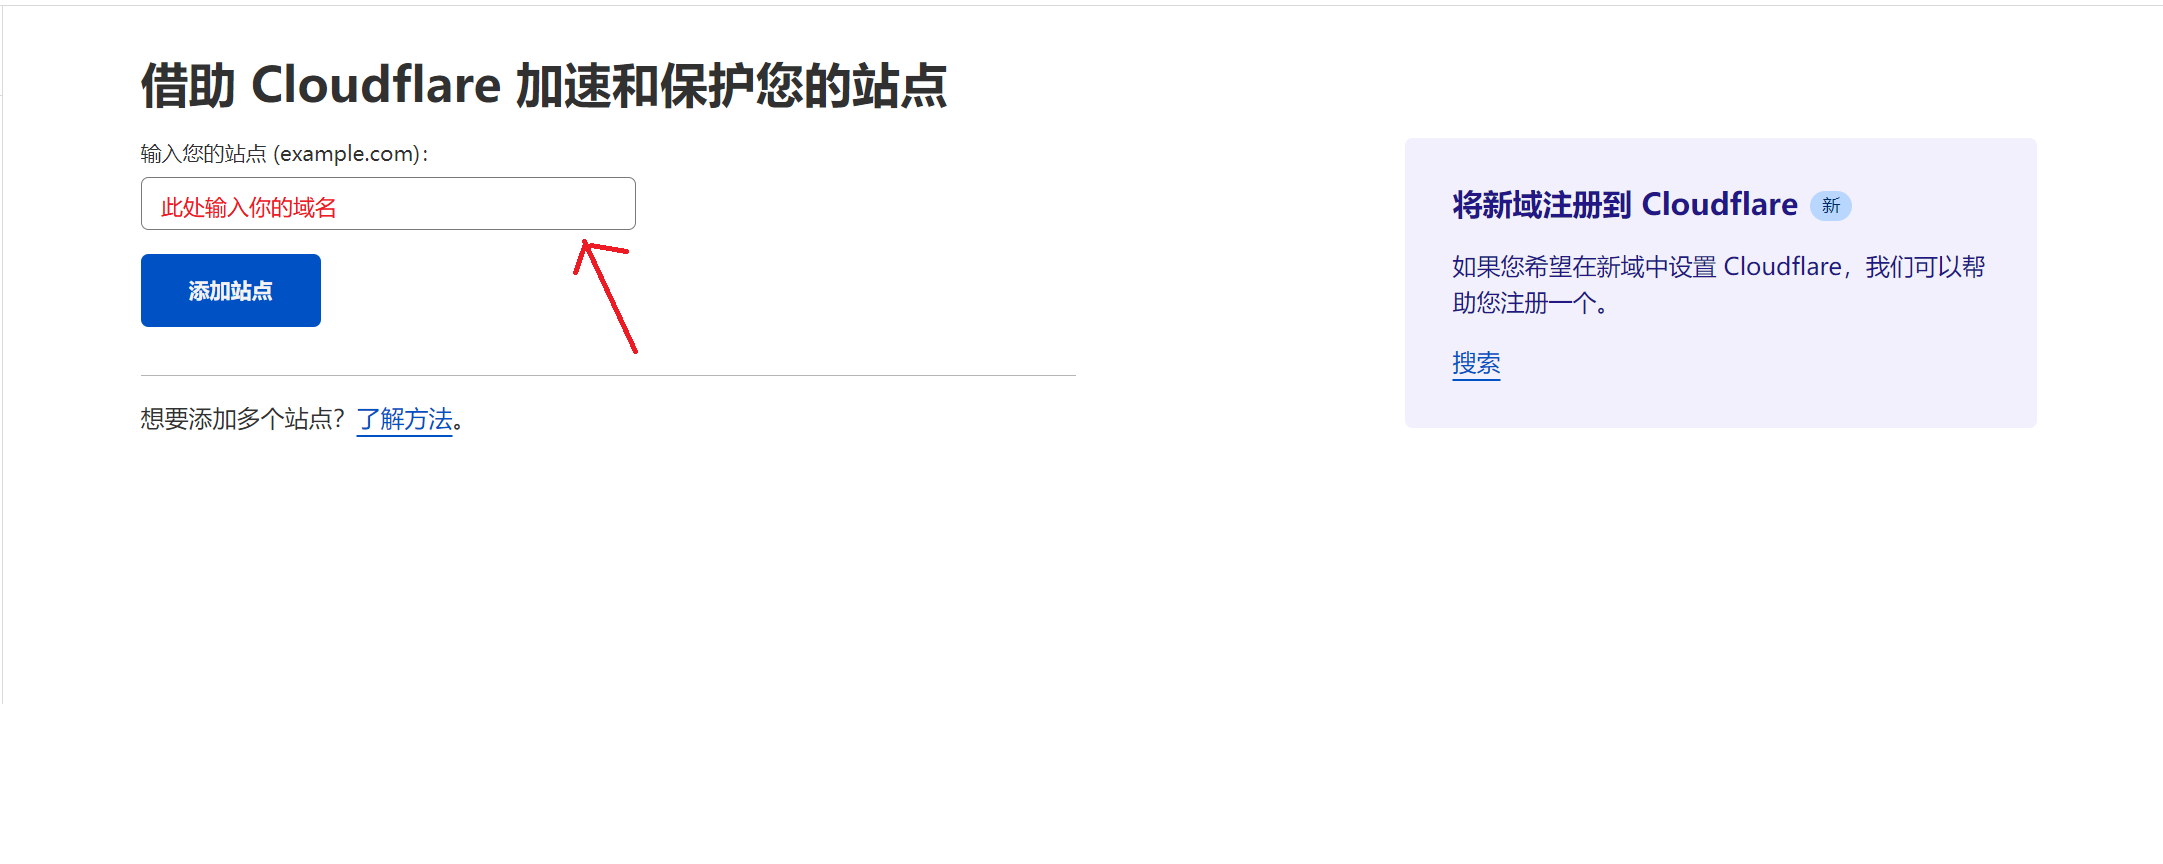 借助 Cloudflare 加速和保护您的站点
输入您的站点 (example.com)：
此处输入你的域名
添加站点
想要添加多个站点？了解方法。
将新域注册到 Cloudflare 新
如果您希望在新域中设置 Cloudflare，我们可以帮
助您注册一个。
搜索